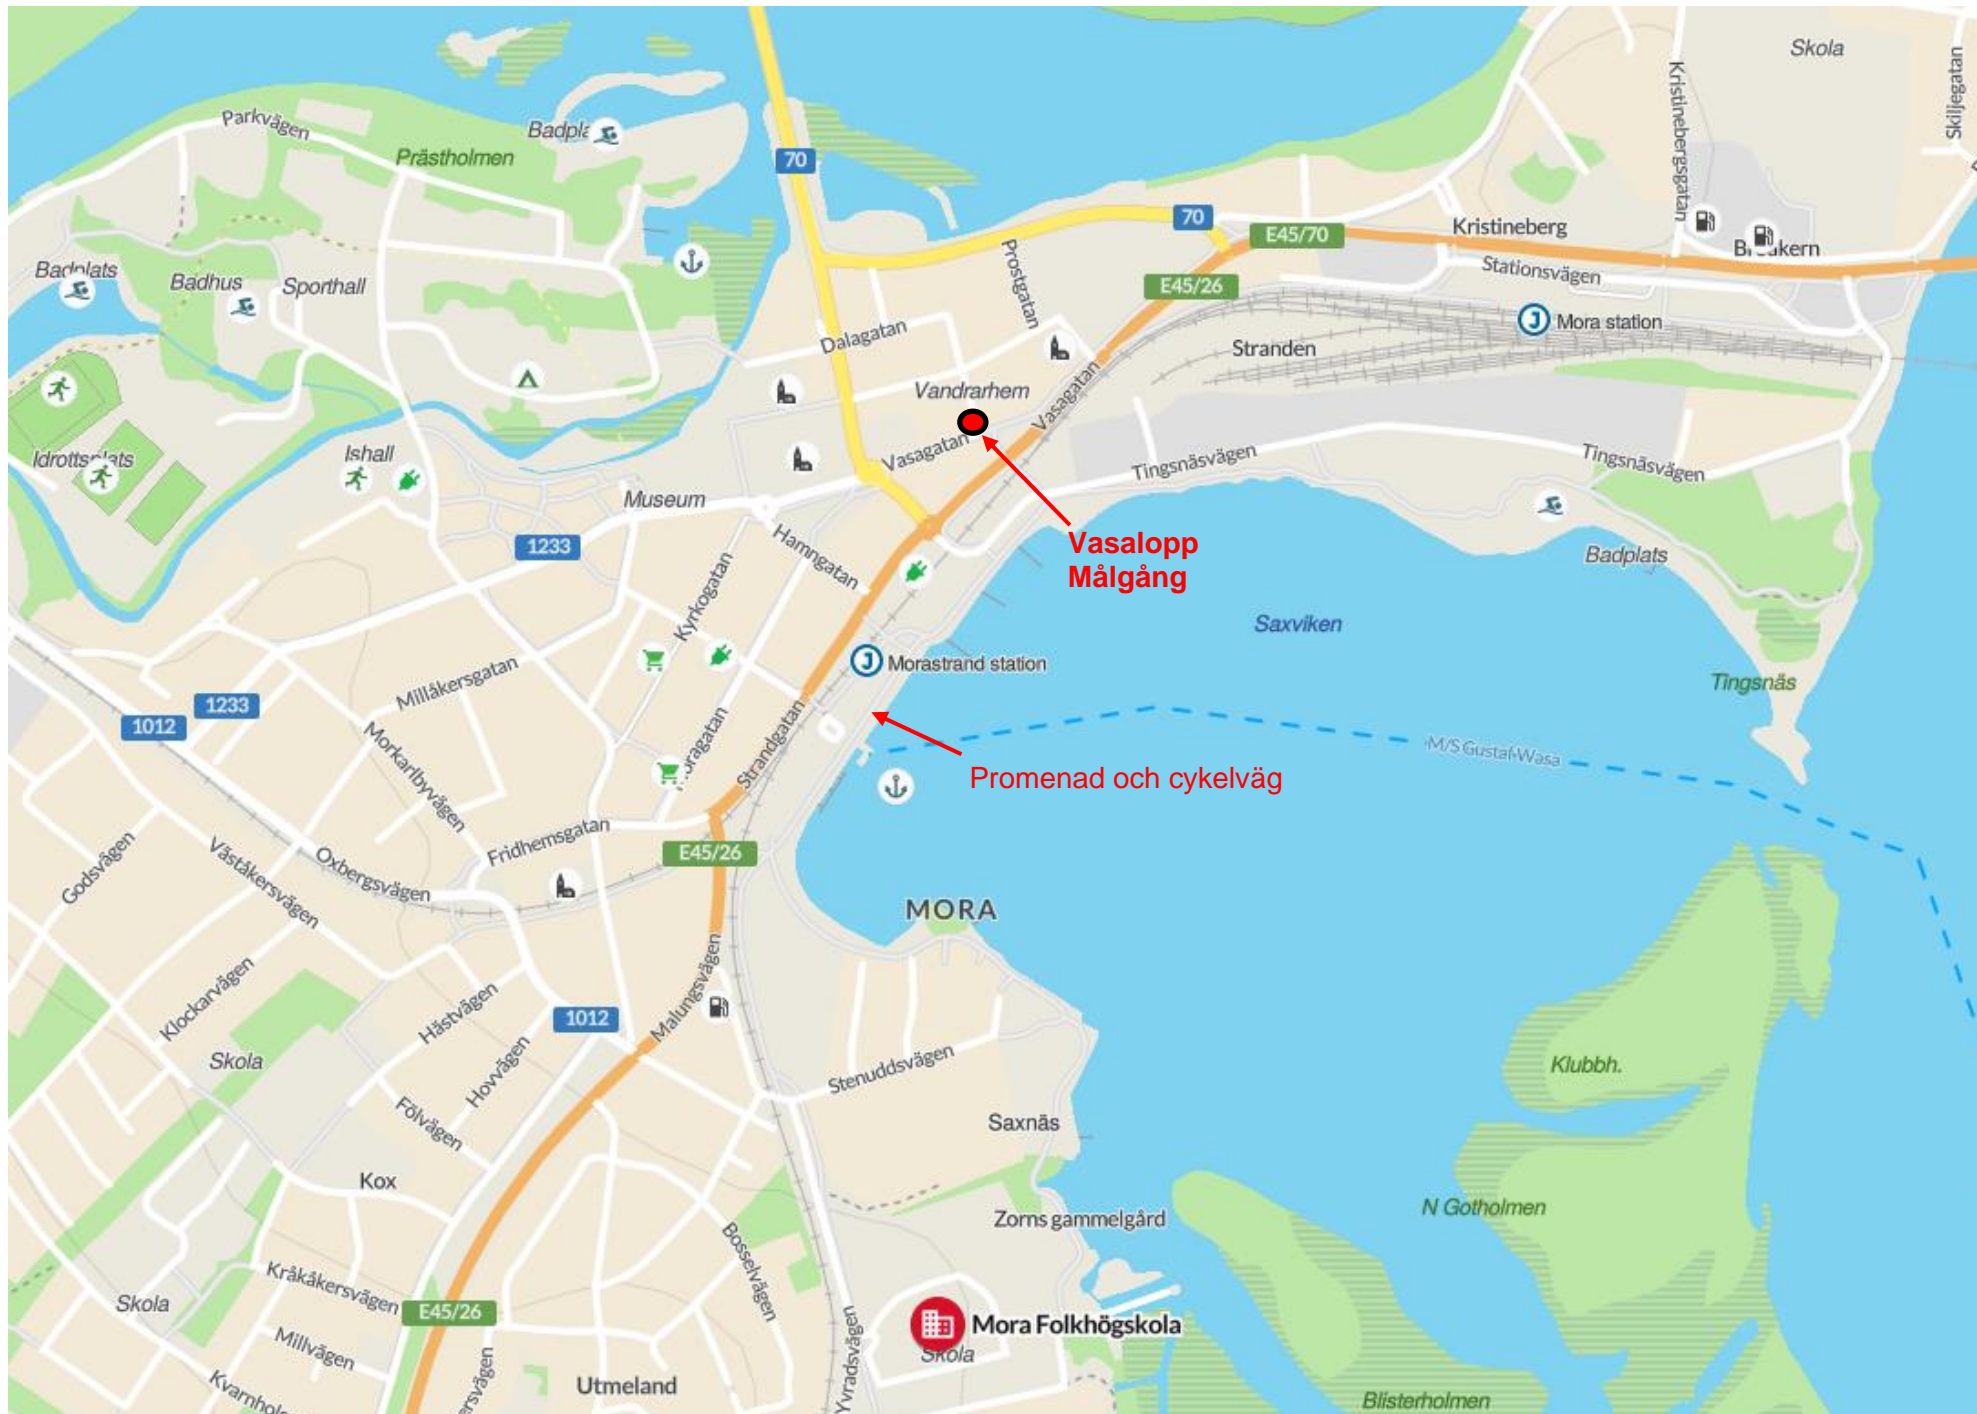 Skola
Kristinebergsgatan
Skiljegatan
Parkvägen
Badpl
Prästholmen
70
70
E45/70
Kristineberg
Stationsvägen
E45/26
Prostgatan
Badplats
Badhus
Sporthall
Mora station
Dalagatan
Stranden
Vandrarhem
Vasagatan
Vasagatan
Tingsnäsvägen
Tingsnäsvägen
Ishall
Museum
Vasalopp
Målgång
1233
Hamngatan
Badplats
Kyrkogatan
Saxviken
Morastrand station
Millåkersgatan
Tingsnäs
1233
1012
Morkarlbyvägen
Strandgatan
M/S Gustaf Wasa
Promenad och cykelväg
Fridhemsgatan
E45/26
Godsvägen
Väståkersvägen
Oxbergsvägen
MORA
Malungsvägen
Klockarvägen
Hästvägen
1012
Skola
Hovvägen
Stenuddsvägen
Klubbh.
Fölvägen
Saxnäs
Kox
N Gotholmen
Zorns gammelgård
Bosselvägen
Kråkåkersvägen
E45/26
Skola
Mora Folkhögskola
Skola
Millvägen
Yvradsvägen
Utmeland
Blisterholmen